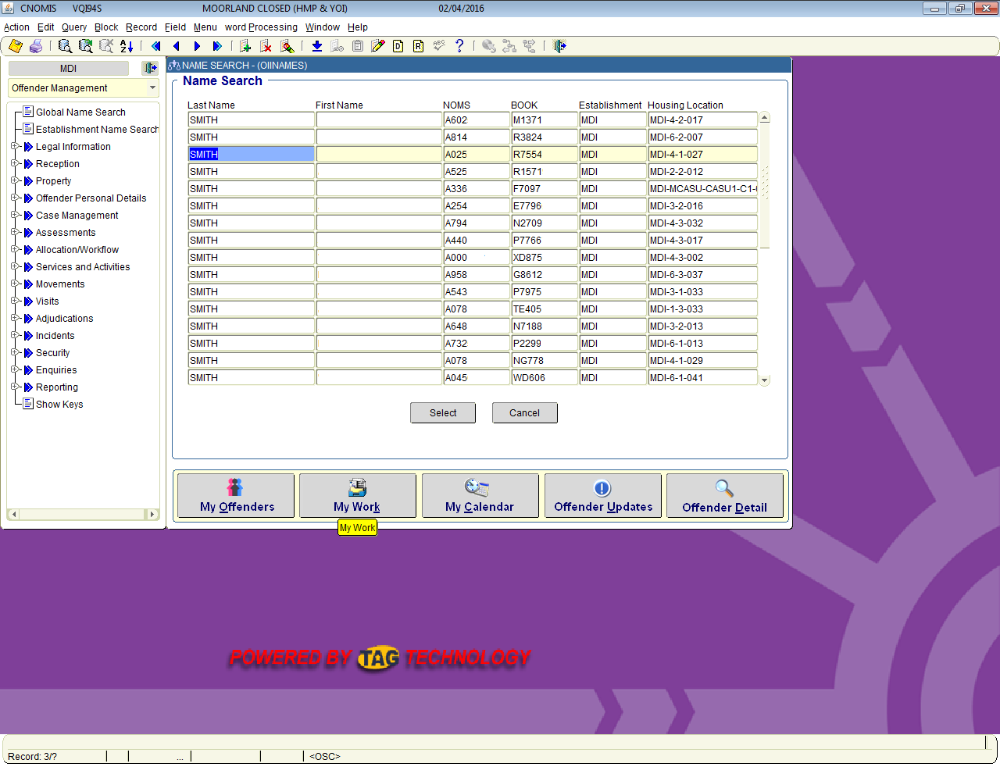 CNOMIS VQI94S MOORLAND CLOSED (HMP & YOI) 02/04/2016
Action Edit Query Block Record Field Menu word Processing Window Help
MDI
Offender Management
Global Name Search
Establishment Name Search
Legal Information
Reception
Property
Offender Personal Details
Case Management
Assessments
Allocation/Workflow
Services and Activities
Movements
Visits
Adjudications
Incidents
Security
Enquiries
Reporting
Show Keys
NAME SEARCH - (OIINAMES)
Name Search
Last Name First Name NOMS BOOK Establishment Housing Location
SMITH A602 M1371 MDI MDI-4-2-017
SMITH A814 R3824 MDI MDI-6-2-007
SMITH A025 R7554 MDI MDI-4-1-027
SMITH A525 R1571 MDI MDI-2-2-012
SMITH A336 F7097 MDI MDI-MCASU-CASU1-C1-
SMITH A254 E7796 MDI MDI-3-2-016
SMITH A794 N2709 MDI MDI-4-3-032
SMITH A440 P7766 MDI MDI-4-3-017
SMITH A000 XD875 MDI MDI-4-3-002
SMITH A958 G8612 MDI MDI-6-3-037
SMITH A543 P7975 MDI MDI-3-1-033
SMITH A078 TE405 MDI MDI-1-3-033
SMITH A648 N7188 MDI MDI-3-2-013
SMITH A732 P2299 MDI MDI-6-1-013
SMITH A078 NG778 MDI MDI-4-1-029
SMITH A045 WD606 MDI MDI-6-1-041
Select Cancel
My Offenders My Work My Calendar Offender Updates Offender Detail
My Work
POWERED BY TAG TECHNOLOGY
Record: 3/? ... <OSC>